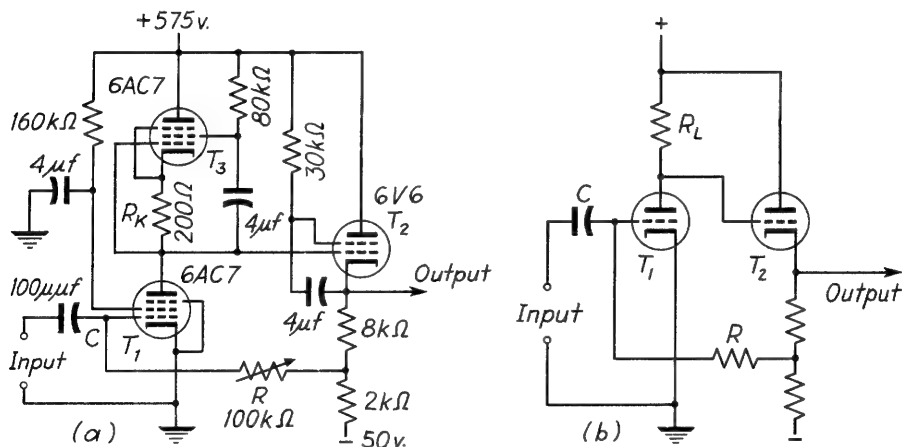 +575v.
6AC7
160kΩ
80kΩ
30kΩ
T3
4μf
6V6
T2
RK
200Ω
4μf
6AC7
Output
100μμf
4μf
8kΩ
C
T1
Input
R
100kΩ
2kΩ
(a)
50v.
+
RL
C
T1
T2
Output
Input
R
(b)